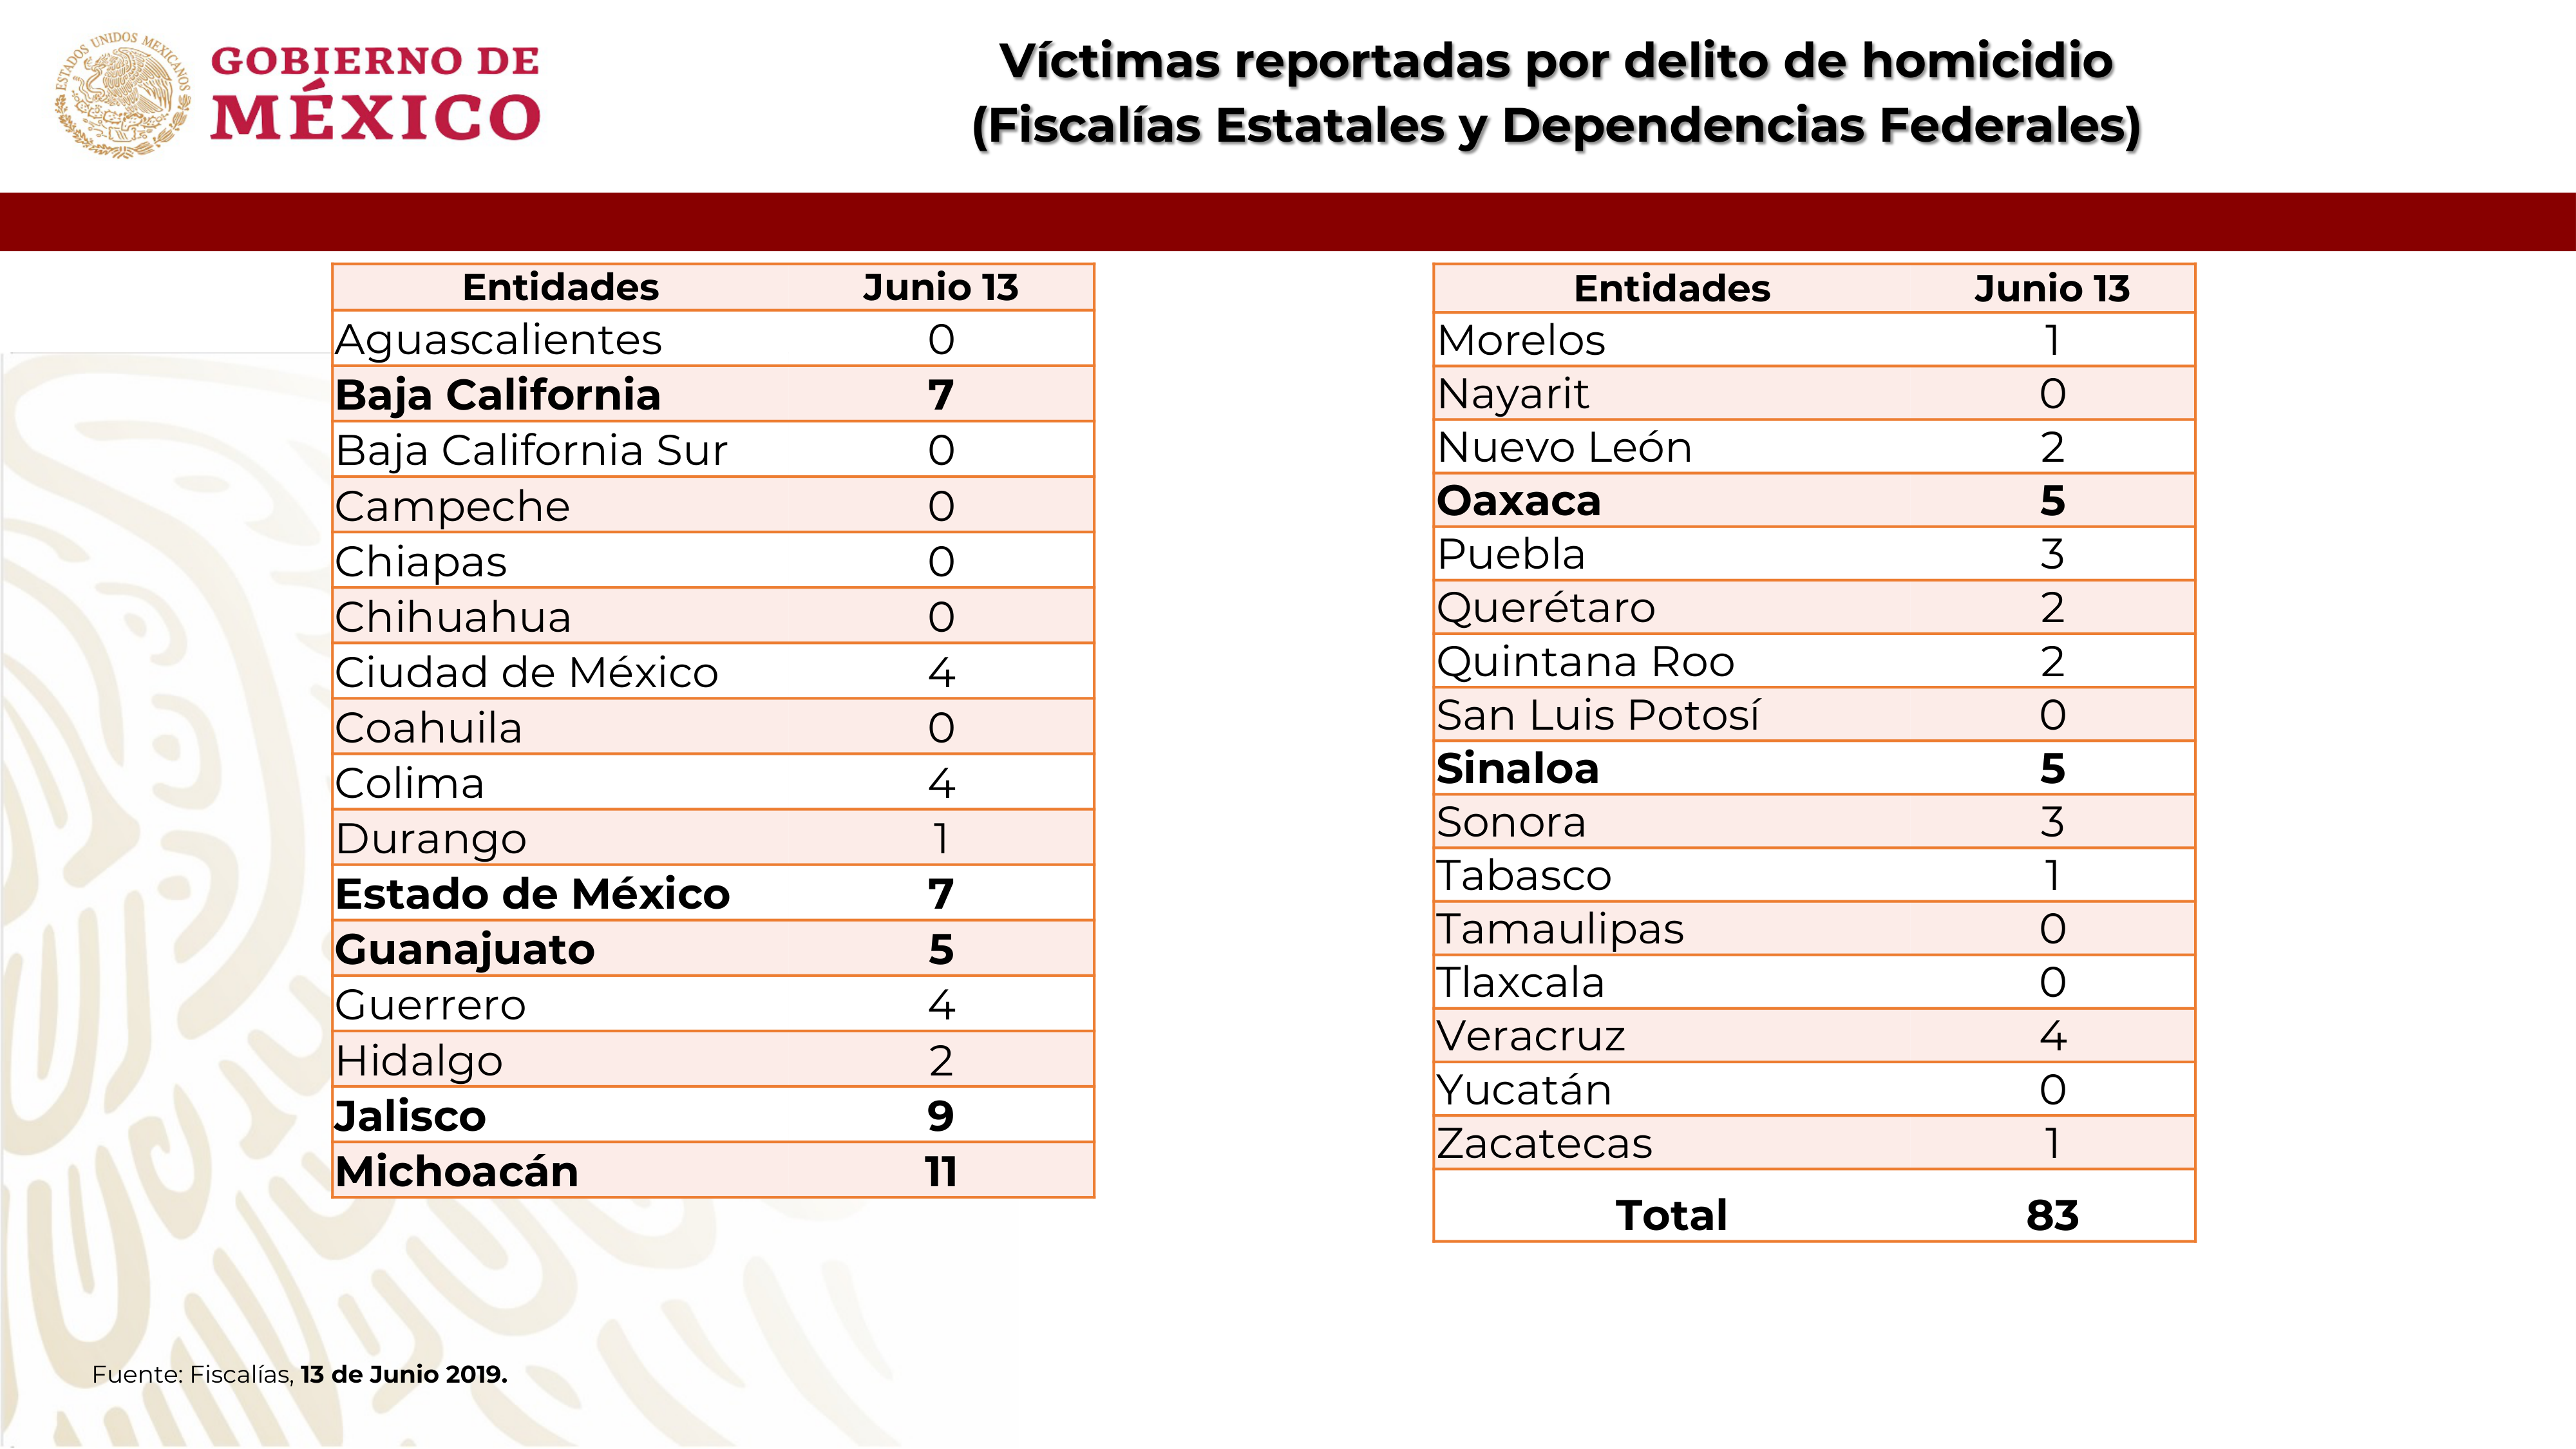 ESTADOS UNIDOS MEXICANOS
GOBIERNO DE
MÉXICO
Víctimas reportadas por delito de homicidio
(Fiscalías Estatales y Dependencias Federales)
Entidades Junio 13
Aguascalientes 0
Baja California 7
Baja California Sur 0
Campeche 0
Chiapas 0
Chihuahua 0
Ciudad de México 4
Coahuila 0
Colima 4
Durango 1
Estado de México 7
Guanajuato 5
Guerrero 4
Hidalgo 2
Jalisco 9
Michoacán 11
Entidades Junio 13
Morelos 1
Nayarit 0
Nuevo León 2
Oaxaca 5
Puebla 3
Querétaro 2
Quintana Roo 2
San Luis Potosí 0
Sinaloa 5
Sonora 3
Tabasco 1
Tamaulipas 0
Tlaxcala 0
Veracruz 4
Yucatán 0
Zacatecas 1
Total 83
Fuente: Fiscalías, 13 de Junio 2019.